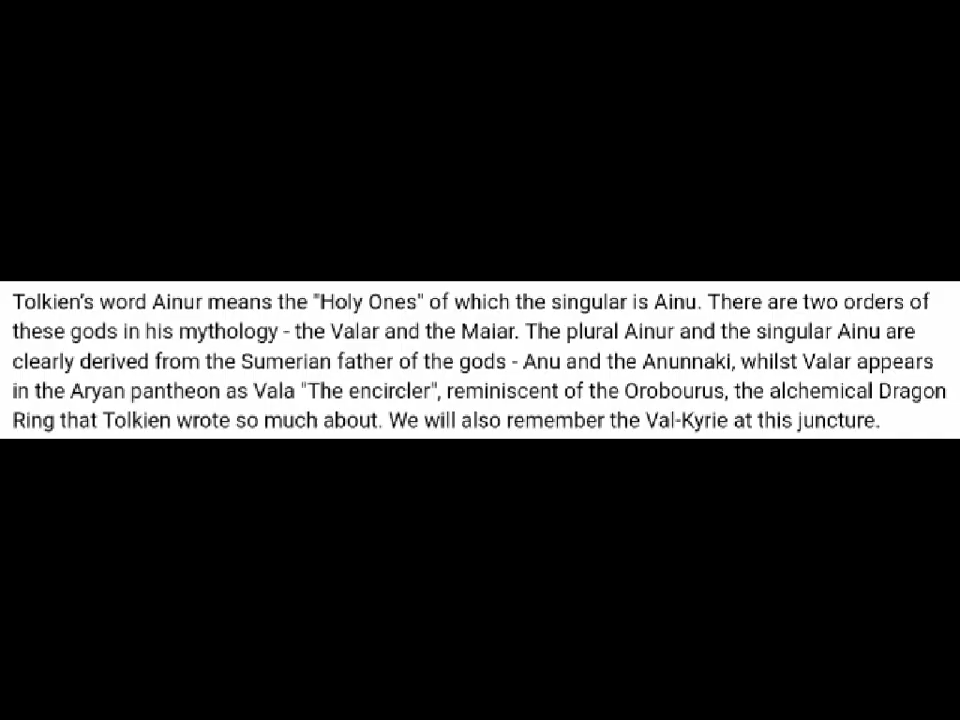 Tolkien's word Ainur means the "Holy Ones" of which the singular is Ainu. There are two orders of
these gods in his mythology - the Valar and the Maiar. The plural Ainur and the singular Ainu are
clearly derived from the Sumerian father of the gods - Anu and the Anunnaki, whilst Valar appears
in the Aryan pantheon as Vala "The encircler", reminiscent of the Orobourus, the alchemical Dragon
Ring that Tolkien wrote so much about. We will also remember the Val-Kyrie at this juncture.